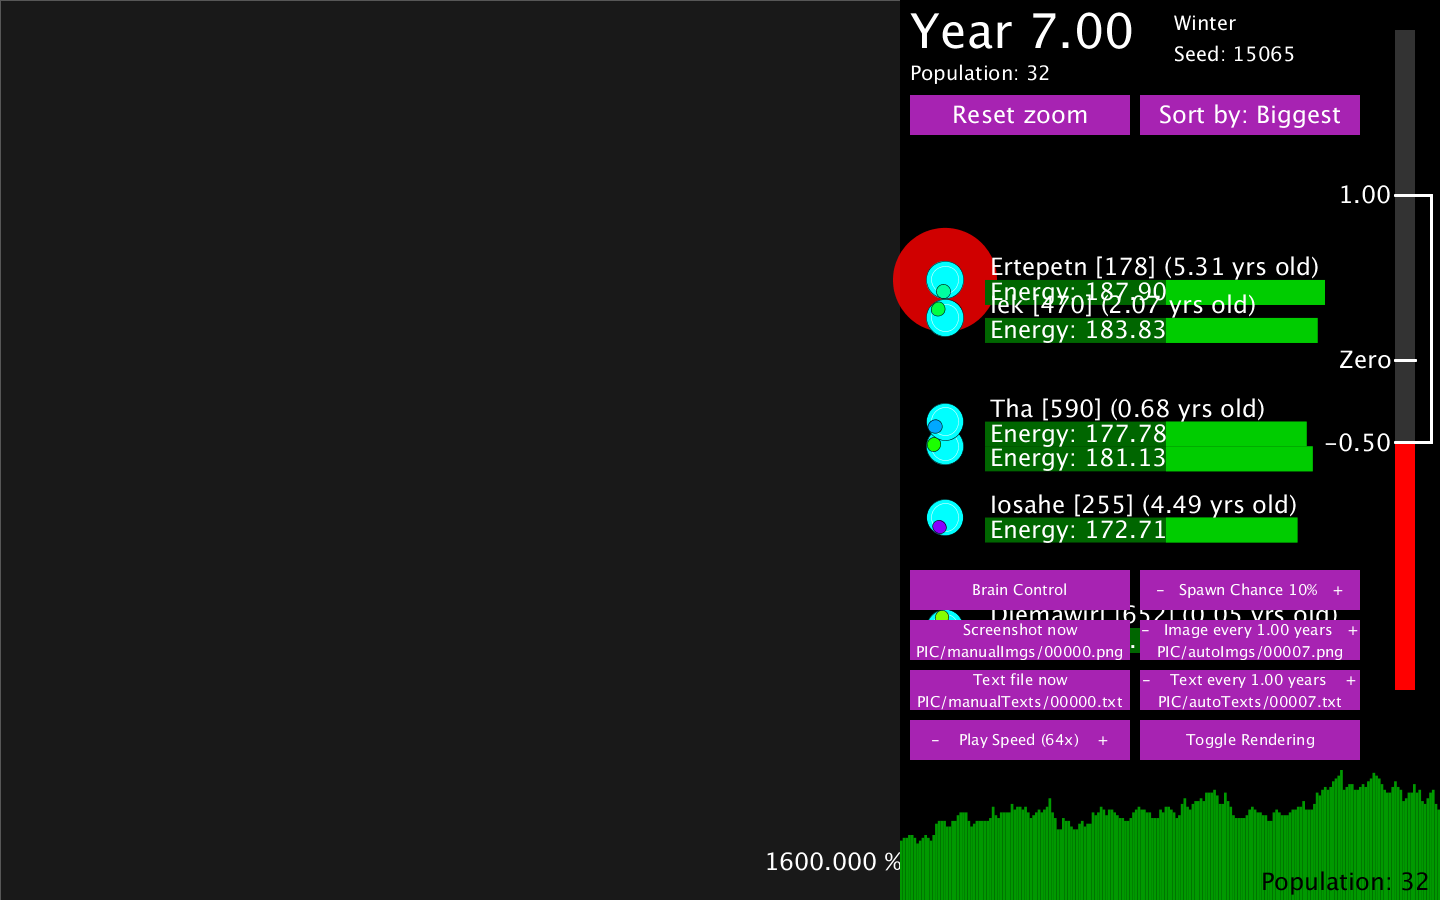 Year 7.00
Winter
Seed: 15065
Population: 32
Reset zoom
Sort by: Biggest
1.00
Ertepetn [178] (5.31 yrs old)
Energy: 187.90
Iek [470] (2.07 yrs old)
Energy: 183.83
Zero
Tha [590] (0.68 yrs old)
Energy: 177.78
-0.50
Energy: 181.13
Iosahe [255] (4.49 yrs old)
Energy: 172.71
Brain Control
- Spawn Chance 10% +
[652] (0.05 yrs old)
Screenshot now
PIC/manualImgs/00000.png
- Image every 1.00 years +
PIC/autoImgs/00007.png
Text file now
PIC/manualTexts/00000.txt
- Text every 1.00 years +
PIC/autoTexts/00007.txt
- Play Speed (64x) +
Toggle Rendering
1600.000 %
Population: 32